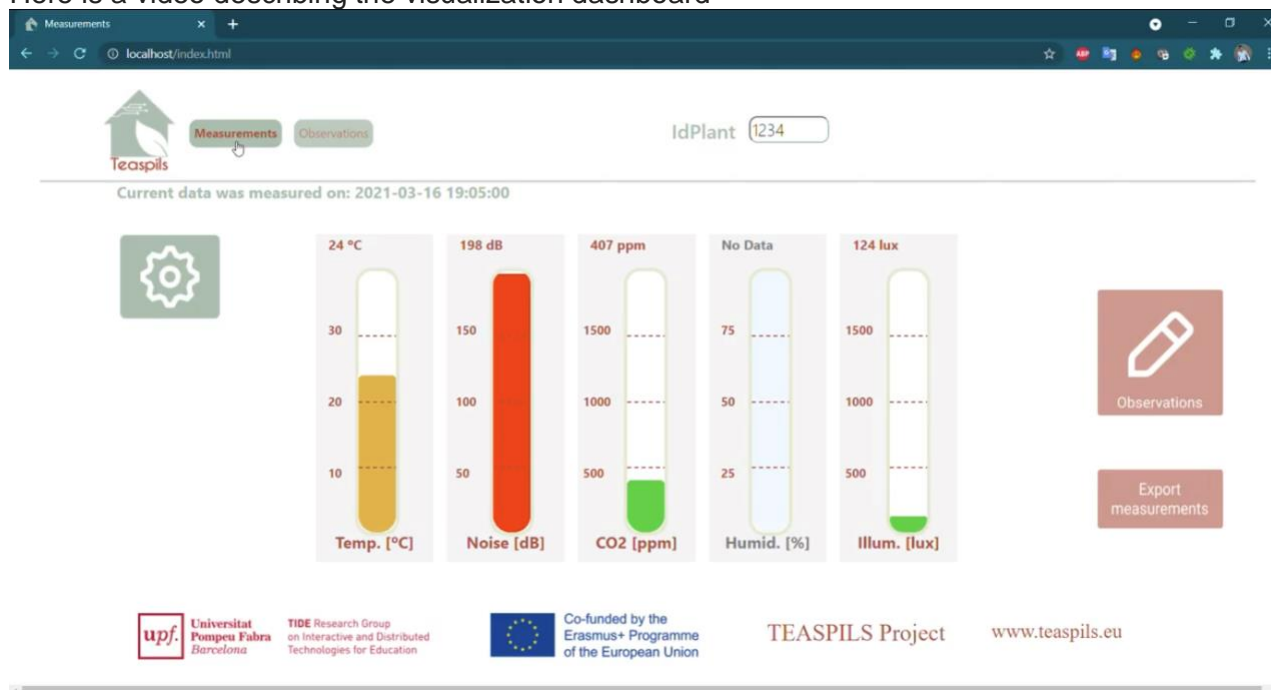 Here is a video describing the visualization dashboard
Measurements
localhost/index.html
ABP
Teaspils
Measurements
Observations
IdPlant 1234
Current data was measured on: 2021-03-16 19:05:00
24 ºC
30
20
10
Temp. [ºC]
198 dB
150
100
50
Noise [dB]
407 ppm
1500
1000
500
CO2 [ppm]
No Data
75
50
25
Humid. [%]
124 lux
1500
1000
500
Illum. [lux]
Observations
Export
measurements
upf.
Universitat
Pompeu Fabra
Barcelona
TIDE Research Group
on Interactive and Distributed
Technologies for Education
Co-funded by the
Erasmus+ Programme
of the European Union
TEASPILS Project
www.teaspils.eu